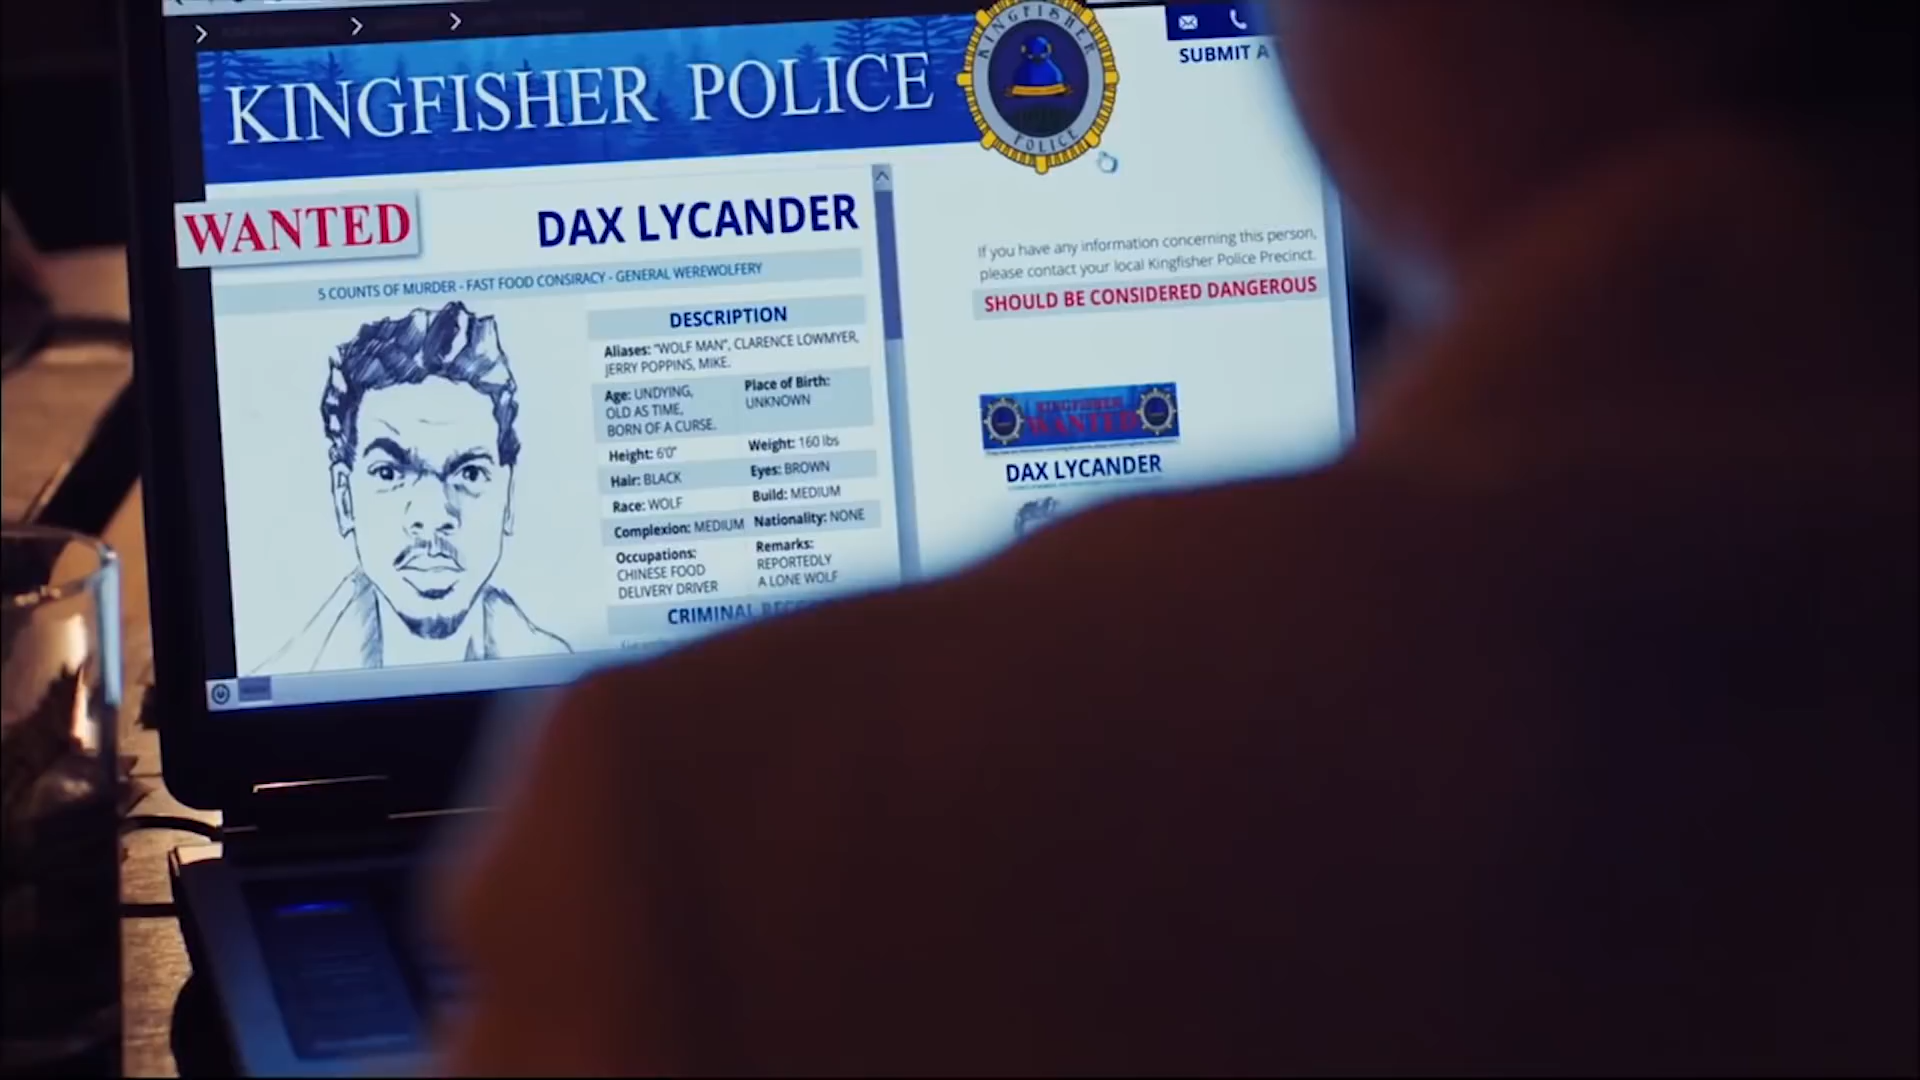 KINGFISHER POLICE
KINGFISHER
POLICE
SUBMIT A
WANTED
DAX LYCANDER
5 COUNTS OF MURDER - FAST FOOD CONSIRACY - GENERAL WEREWOLFERY
DESCRIPTION
Aliases: "WOLF MAN", CLARENCE LOWMYER,
JERRY POPPINS, MIKE.
Age: UNDYING,
OLD AS TIME,
BORN OF A CURSE.
Place of Birth:
UNKNOWN
Height: 6'0"
Weight: 160 lbs
Hair: BLACK
Eyes: BROWN
Race: WOLF
Build: MEDIUM
Complexion: MEDIUM
Nationality: NONE
Occupations:
CHINESE FOOD
DELIVERY DRIVER
Remarks:
REPORTEDLY
A LONE WOLF
CRIMINAL
If you have any information concerning this person,
please contact your local Kingfisher Police Precinct.
SHOULD BE CONSIDERED DANGEROUS
KINGFISHER
WANTED
DAX LYCANDER